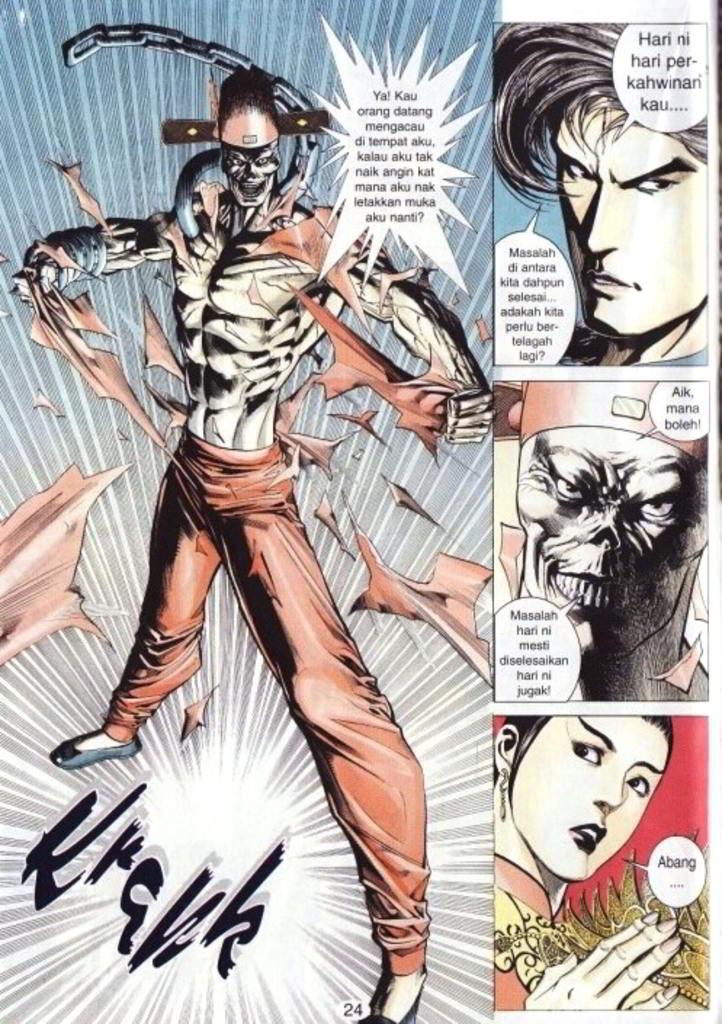 Ya! Kau
orang datang
mengacau
di tempat aku,
kalau aku tak
naik angin kat
mana aku nak
letakkan muka
aku nanti?
Hari ni
hari per-
kahwinan
kau....
Masalah
di antara
kita dahpun
selesai...
adakah kita
perlu ber-
telagah
lagi?
Aik,
mana
boleh!
Masalah
hari ni
mesti
diselesaikan
hari ni
jugak!
Abang
....
24